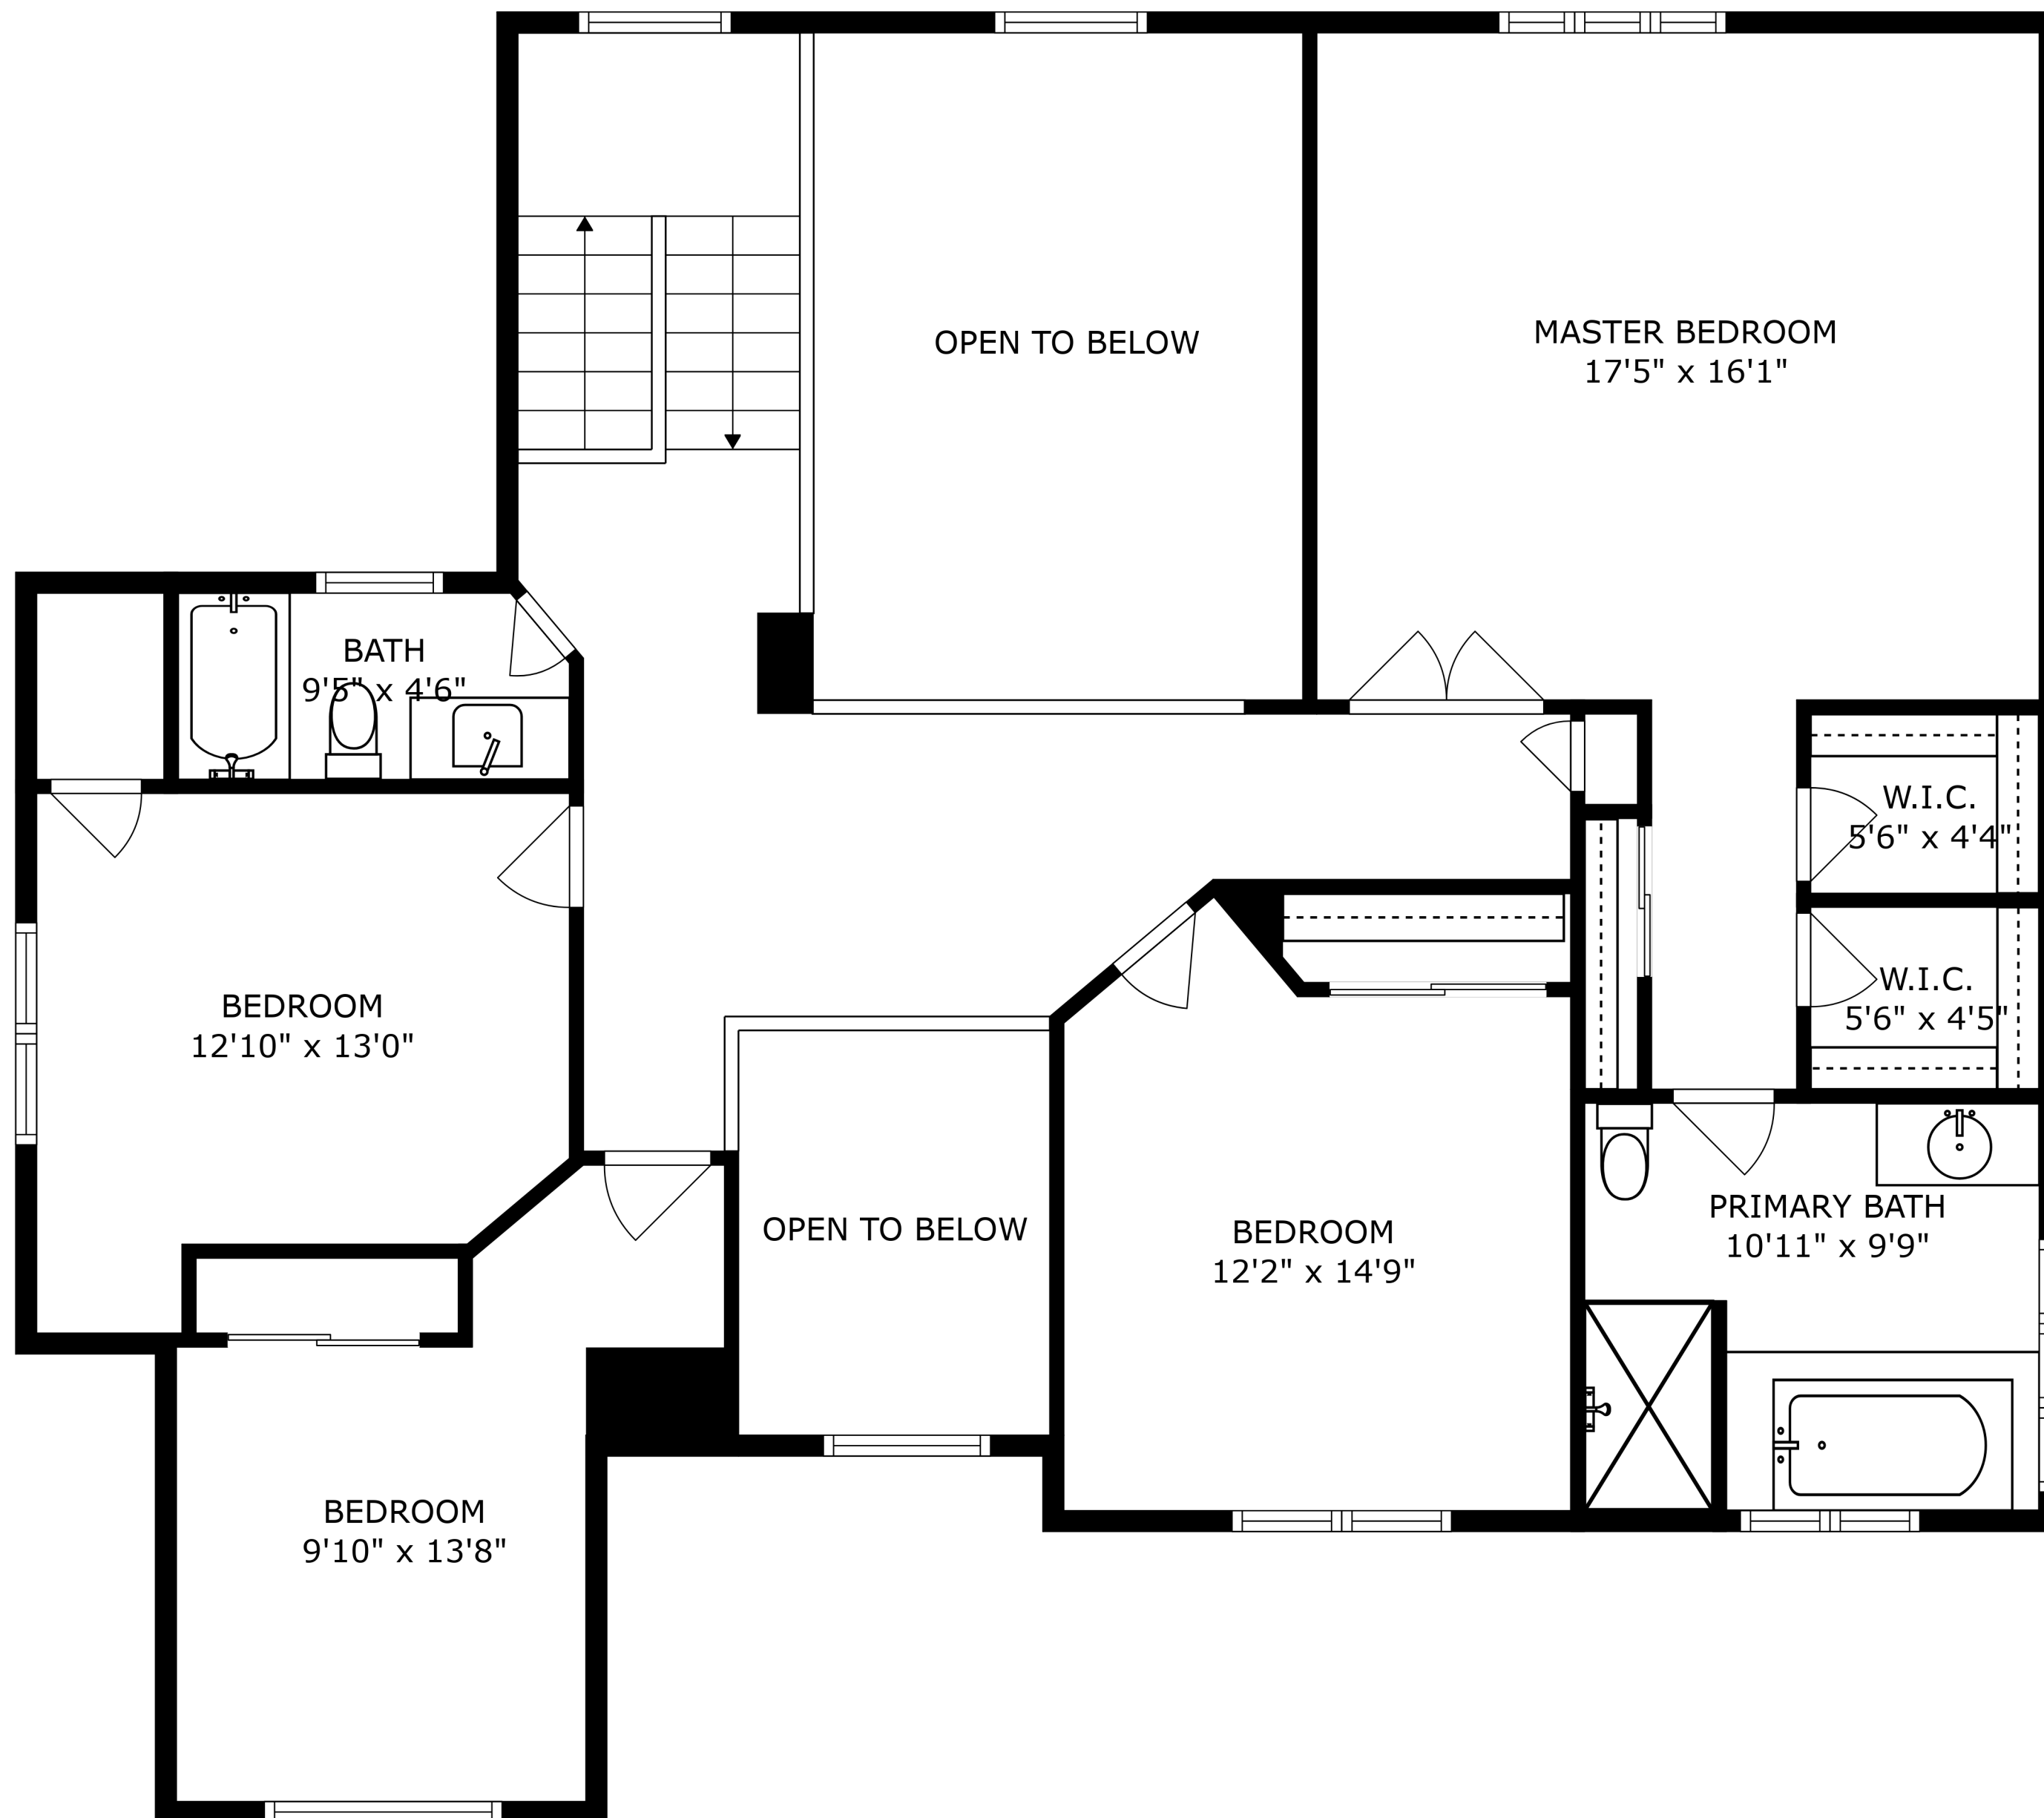 OPEN TO BELOW
MASTER BEDROOM
17'5" x 16'1"
BATH
9'5" x 4'6"
W.I.C.
5'6" x 4'4"
W.I.C.
5'6" x 4'5"
BEDROOM
12'10" x 13'0"
PRIMARY BATH
10'11" x 9'9"
OPEN TO BELOW
BEDROOM
12'2" x 14'9"
BEDROOM
9'10" x 13'8"